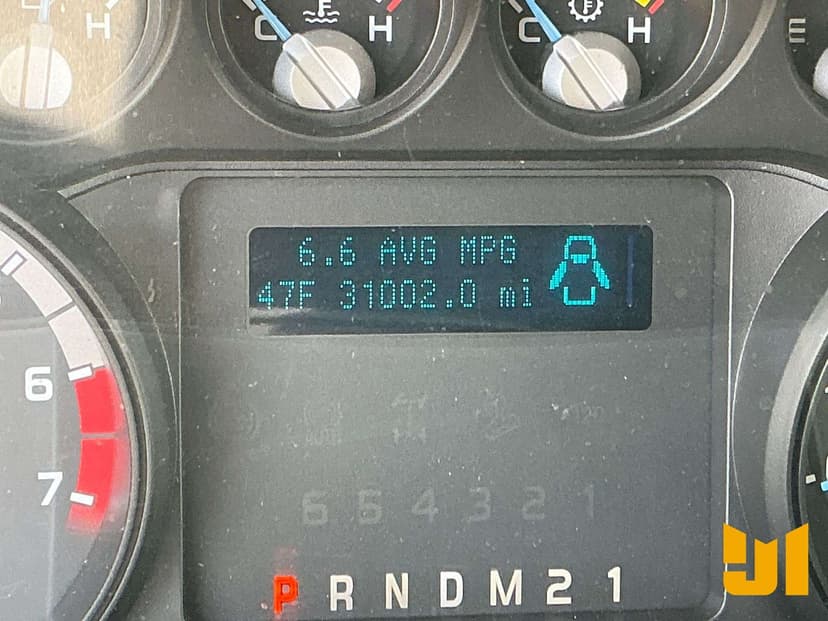 H
C H
C H
E
6.6 AVG MPG
47F 31002.0 mi
6
7
6 5 4 3 2 1
P R N D M 2 1